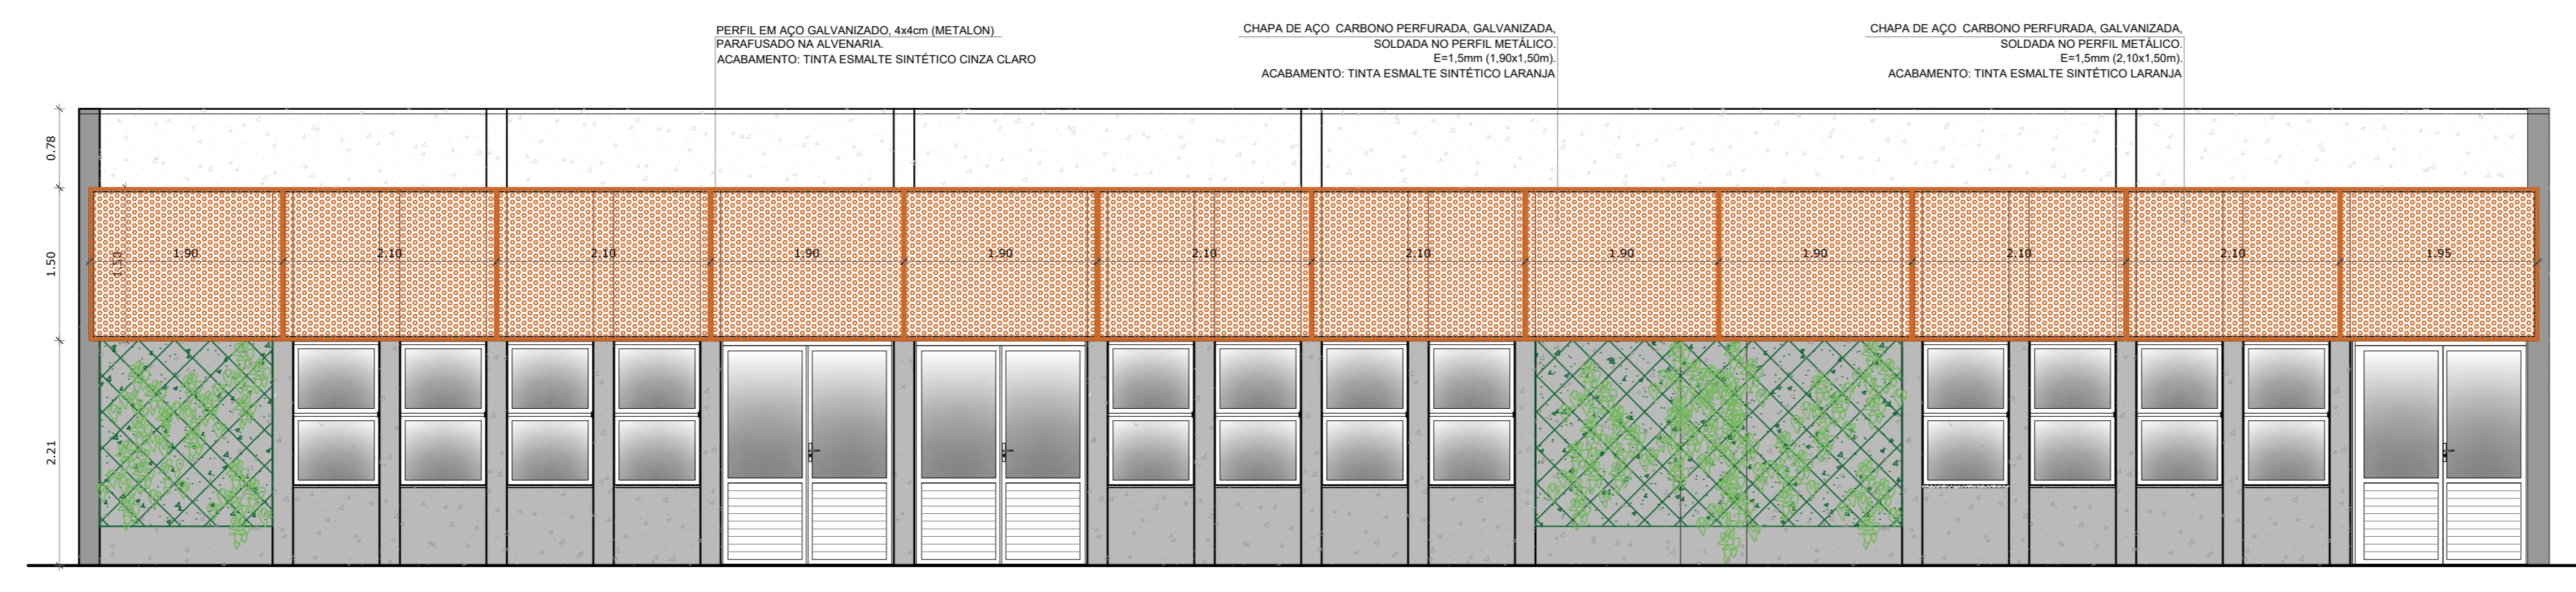 PERFIL EM AÇO GALVANIZADO, 4x4cm (METALON)
PARAFUSADO NA ALVENARIA.
ACABAMENTO: TINTA ESMALTE SINTÉTICO CINZA CLARO
CHAPA DE AÇO CARBONO PERFURADA, GALVANIZADA,
SOLDADA NO PERFIL METÁLICO.
E=1,5mm (1,90x1,50m).
ACABAMENTO: TINTA ESMALTE SINTÉTICO LARANJA
CHAPA DE AÇO CARBONO PERFURADA, GALVANIZADA,
SOLDADA NO PERFIL METÁLICO.
E=1,5mm (2,10x1,50m).
ACABAMENTO: TINTA ESMALTE SINTÉTICO LARANJA
0.78
1.50
2.21
1.50
1.90
2.10
2.10
1.90
1.90
2.10
2.10
1.90
1.90
2.10
2.10
1.95